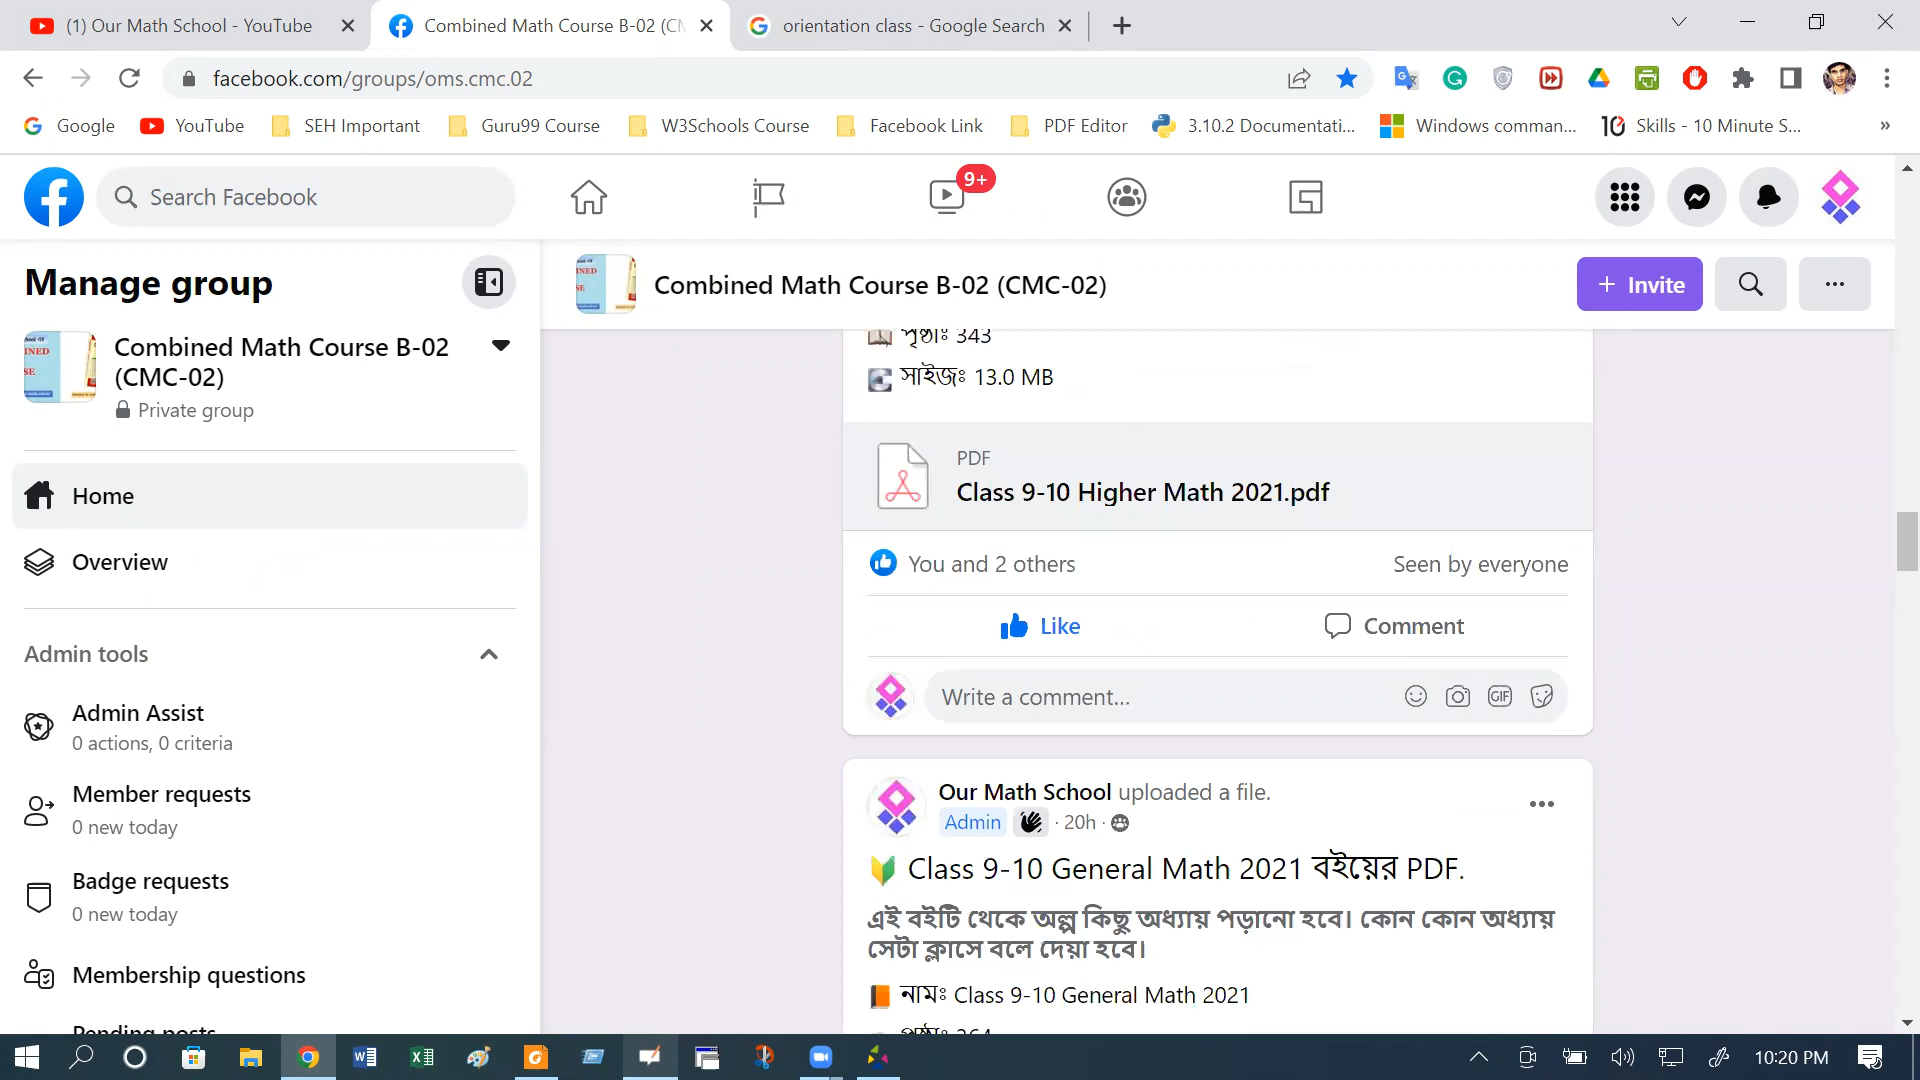 (1) Our Math School - YouTube
Combined Math Course B-02 (CM
orientation class - Google Search
facebook.com/groups/oms.cmc.02
Google
YouTube
SEH Important
Guru99 Course
W3Schools Course
Facebook Link
PDF Editor
3.10.2 Documentati...
Windows comman...
10
Skills - 10 Minute S...
»
Search Facebook
9+
Manage group
Combined Math Course B-02 (CMC-02)
+ Invite
...
Combined Math Course B-02
(CMC-02)
Private group
Home
Overview
Admin tools
Admin Assist
0 actions, 0 criteria
Member requests
0 new today
Badge requests
0 new today
Membership questions
Pending posts
পৃষ্ঠাঃ 343
সাইজঃ 13.0 MB
PDF
Class 9-10 Higher Math 2021.pdf
You and 2 others
Seen by everyone
Like
Comment
Write a comment...
GIF
Our Math School uploaded a file.
Admin · 20h ·
Class 9-10 General Math 2021 বইয়ের PDF.
এই বইটি থেকে অল্প কিছু অধ্যায় পড়ানো হবে। কোন কোন অধ্যায়
সেটা ক্লাসে বলে দেয়া হবে।
নামঃ Class 9-10 General Math 2021
পৃষ্ঠাঃ 264
10:20 PM